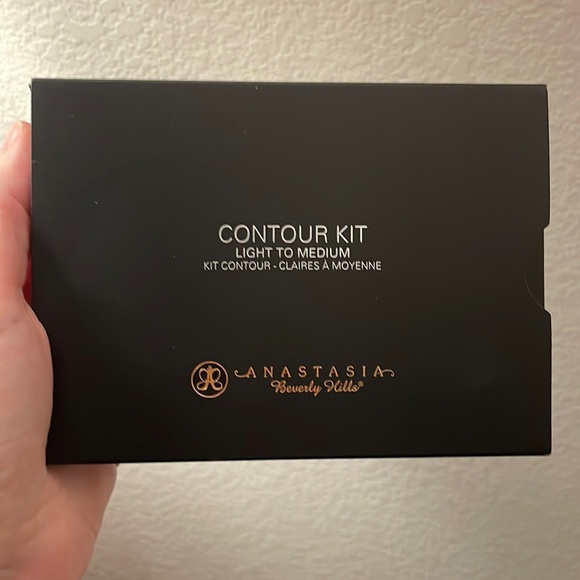 CONTOUR KIT
LIGHT TO MEDIUM
KIT CONTOUR - CLAIRES À MOYENNE
ANASTASIA
Beverly Hills®